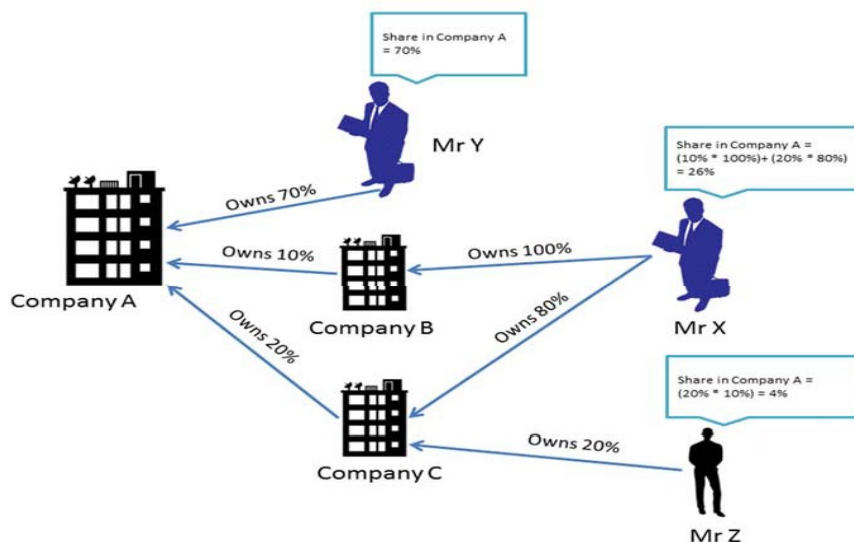 Share in Company A
= 70%
Mr Y
Share in Company A =
(10% * 100%)+ (20% * 80%)
= 26%
Owns 70%
Owns 10%
Owns 100%
Company A
Company B
Owns 80%
Mr X
Owns 20%
Share in Company A =
(20% * 10%) = 4%
Company C
Owns 20%
Mr Z